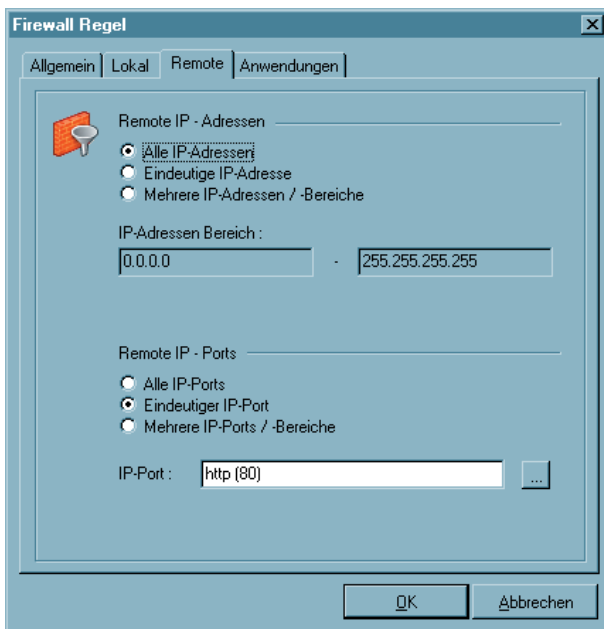 Firewall Regel
Allgemein Lokal Remote Anwendungen
Remote IP - Adressen
Alle IP-Adressen
Eindeutige IP-Adresse
Mehrere IP-Adressen / -Bereiche
IP-Adressen Bereich :
0.0.0.0 - 255.255.255.255
Remote IP - Ports
Alle IP-Ports
Eindeutiger IP-Port
Mehrere IP-Ports / -Bereiche
IP-Port : http (80) ...
OK Abbrechen